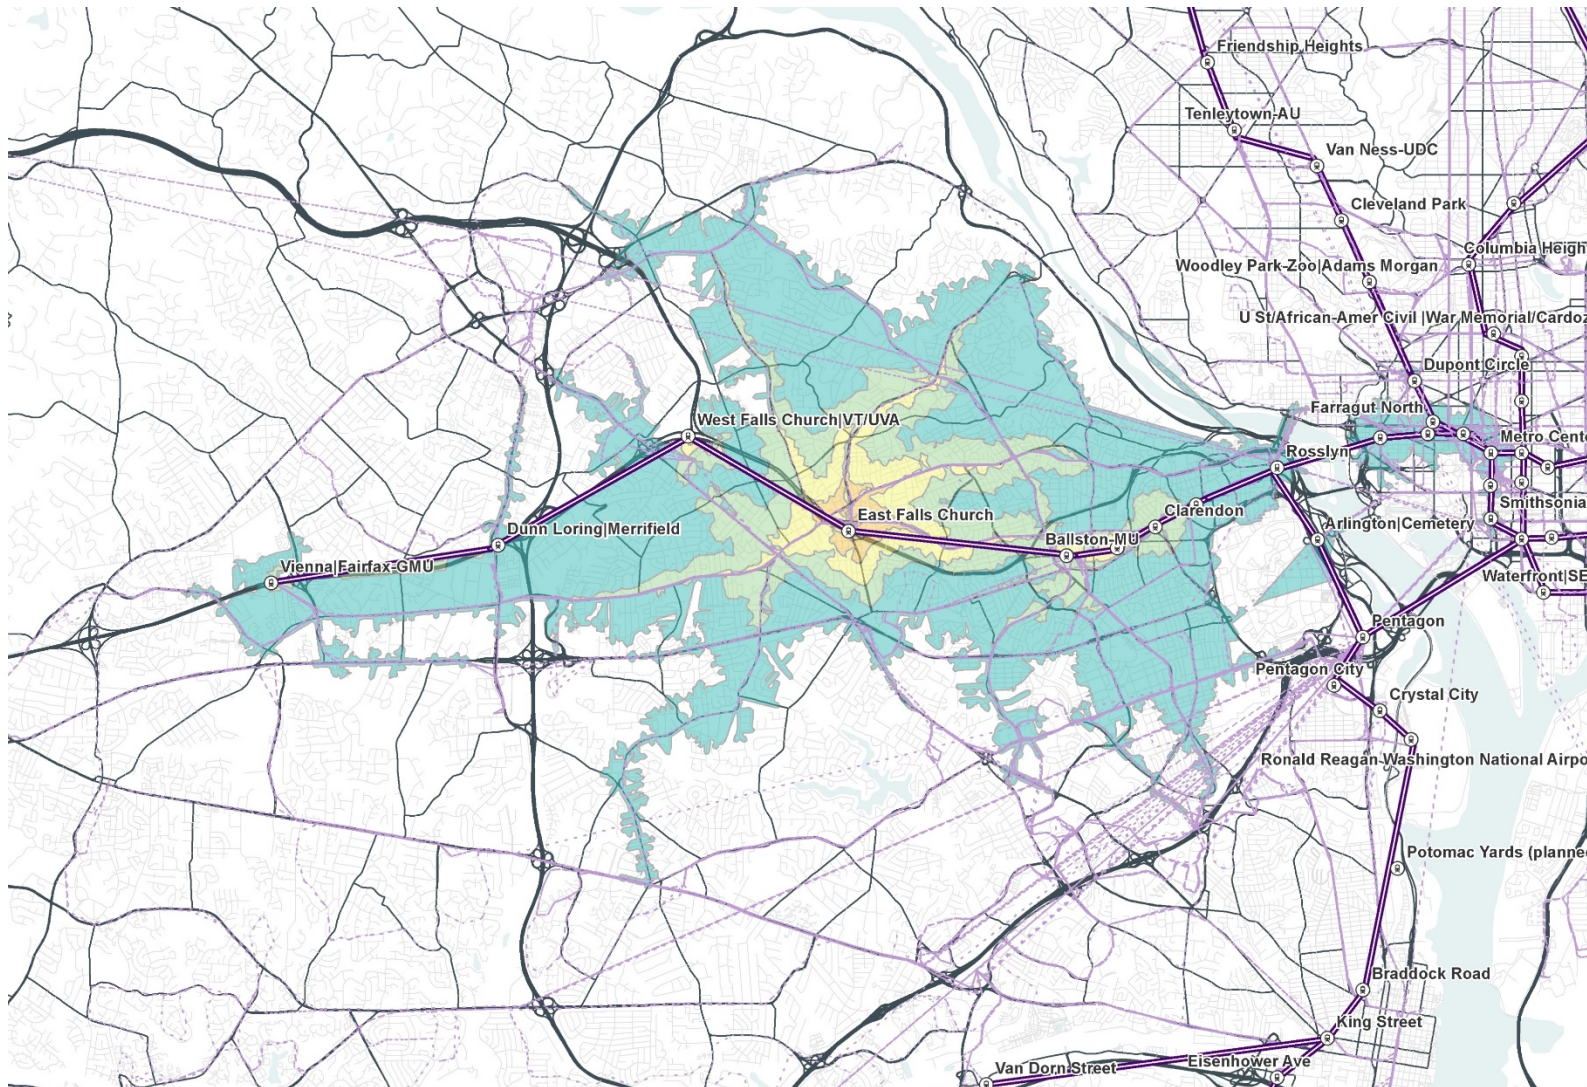 Friendship Heights
Tenleytown-AU
Van Ness-UDC
Cleveland Park
Columbia Heigh
Woodley Park-Zoo|Adams Morgan
U St/African-Amer Civil |War Memorial/Cardoz
Dupont Circle
Farragut North
West Falls Church|VT/UVA
Metro Cente
Rosslyn
Smithsonia
Clarendon
East Falls Church
Arlington|Cemetery
Dunn Loring|Merrifield
Ballston-MU
Vienna|Fairfax-GMU
Waterfront|SE
Pentagon
Pentagon City
Crystal City
Ronald Reagan Washington National Airpo
Potomac Yards (planned
Braddock Road
King Street
Eisenhower Ave
Van Dorn Street